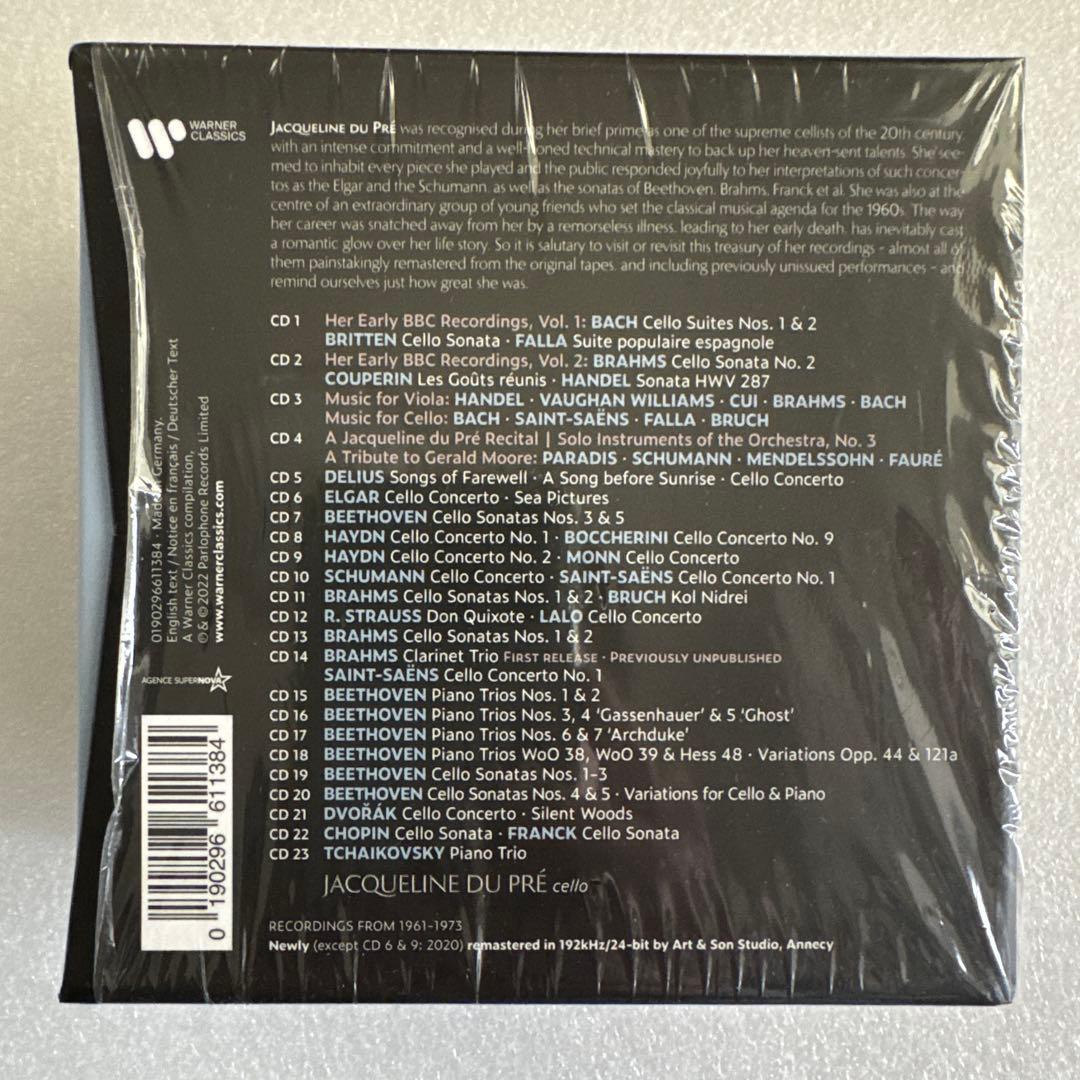 WARNER
CLASSICS
JACQUELINE DU PRÉ was recognised during her brief prime as one of the supreme cellists of the 20th century,
with an intense commitment and a well-honed technical mastery to back up her heaven-sent talents. She see-
med to inhabit every piece she played and the public responded joyfully to her interpretations of such concer-
tos as the Elgar and the Schumann, as well as the sonatas of Beethoven, Brahms, Franck et al. She was also at the
centre of an extraordinary group of young friends who set the classical musical agenda for the 1960s. The way
her career was snatched away from her by a remorseless illness, leading to her early death, has inevitably cast
a romantic glow over her life story. So it is salutary to visit or revisit this treasury of her recordings – almost all of
them painstakingly remastered from the original tapes, and including previously unissued performances – and
remind ourselves just how great she was.
CD 1 Her Early BBC Recordings, Vol. 1: BACH Cello Suites Nos. 1 & 2
BRITTEN Cello Sonata · FALLA Suite populaire espagnole
CD 2 Her Early BBC Recordings, Vol. 2: BRAHMS Cello Sonata No. 2
COUPERIN Les Goûts réunis · HANDEL Sonata HWV 287
CD 3 Music for Viola: HANDEL · VAUGHAN WILLIAMS · CUI · BRAHMS · BACH
Music for Cello: BACH · SAINT-SAËNS · FALLA · BRUCH
CD 4 A Jacqueline du Pré Recital | Solo Instruments of the Orchestra, No. 3
A Tribute to Gerald Moore: PARADIS · SCHUMANN · MENDELSSOHN · FAURÉ
CD 5 DELIUS Songs of Farewell · A Song before Sunrise · Cello Concerto
CD 6 ELGAR Cello Concerto · Sea Pictures
CD 7 BEETHOVEN Cello Sonatas Nos. 3 & 5
CD 8 HAYDN Cello Concerto No. 1 · BOCCHERINI Cello Concerto No. 9
CD 9 HAYDN Cello Concerto No. 2 · MONN Cello Concerto
CD 10 SCHUMANN Cello Concerto · SAINT-SAËNS Cello Concerto No. 1
CD 11 BRAHMS Cello Sonatas Nos. 1 & 2 · BRUCH Kol Nidrei
CD 12 R. STRAUSS Don Quixote · LALO Cello Concerto
CD 13 BRAHMS Cello Sonatas Nos. 1 & 2
CD 14 BRAHMS Clarinet Trio FIRST RELEASE · PREVIOUSLY UNPUBLISHED
SAINT-SAËNS Cello Concerto No. 1
CD 15 BEETHOVEN Piano Trios Nos. 1 & 2
CD 16 BEETHOVEN Piano Trios Nos. 3, 4 ‘Gassenhauer’ & 5 ‘Ghost’
CD 17 BEETHOVEN Piano Trios Nos. 6 & 7 ‘Archduke’
CD 18 BEETHOVEN Piano Trios WoO 38, WoO 39 & Hess 48 · Variations Opp. 44 & 121a
CD 19 BEETHOVEN Cello Sonatas Nos. 1–3
CD 20 BEETHOVEN Cello Sonatas Nos. 4 & 5 · Variations for Cello & Piano
CD 21 DVOŘÁK Cello Concerto · Silent Woods
CD 22 CHOPIN Cello Sonata · FRANCK Cello Sonata
CD 23 TCHAIKOVSKY Piano Trio
JACQUELINE DU PRÉ cello
RECORDINGS FROM 1961–1973
Newly (except CD 6 & 9: 2020) remastered in 192kHz/24-bit by Art & Son Studio, Annecy
0190296611384 · Made in Germany.
English text / Notice en français / Deutscher Text
A Warner Classics compilation,
℗ & © 2022 Parlophone Records Limited
www.warnerclassics.com
AGENCE SUPERNOVA
0 190296 611384